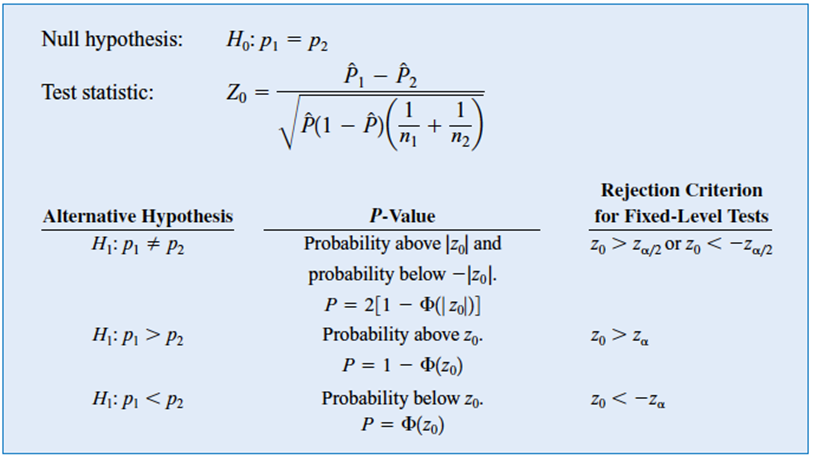 Null hypothesis: H₀: p₁ = p₂
Test statistic: Z₀ = (P̂₁ − P̂₂) / √(P̂(1 − P̂)(1/n₁ + 1/n₂))
Rejection Criterion
Alternative Hypothesis P-Value for Fixed-Level Tests
H₁: p₁ ≠ p₂ Probability above |z₀| and z₀ > z_α/2 or z₀ < −z_α/2
probability below −|z₀|.
P = 2[1 − Φ(|z₀|)]
H₁: p₁ > p₂ Probability above z₀. z₀ > z_α
P = 1 − Φ(z₀)
H₁: p₁ < p₂ Probability below z₀. z₀ < −z_α
P = Φ(z₀)